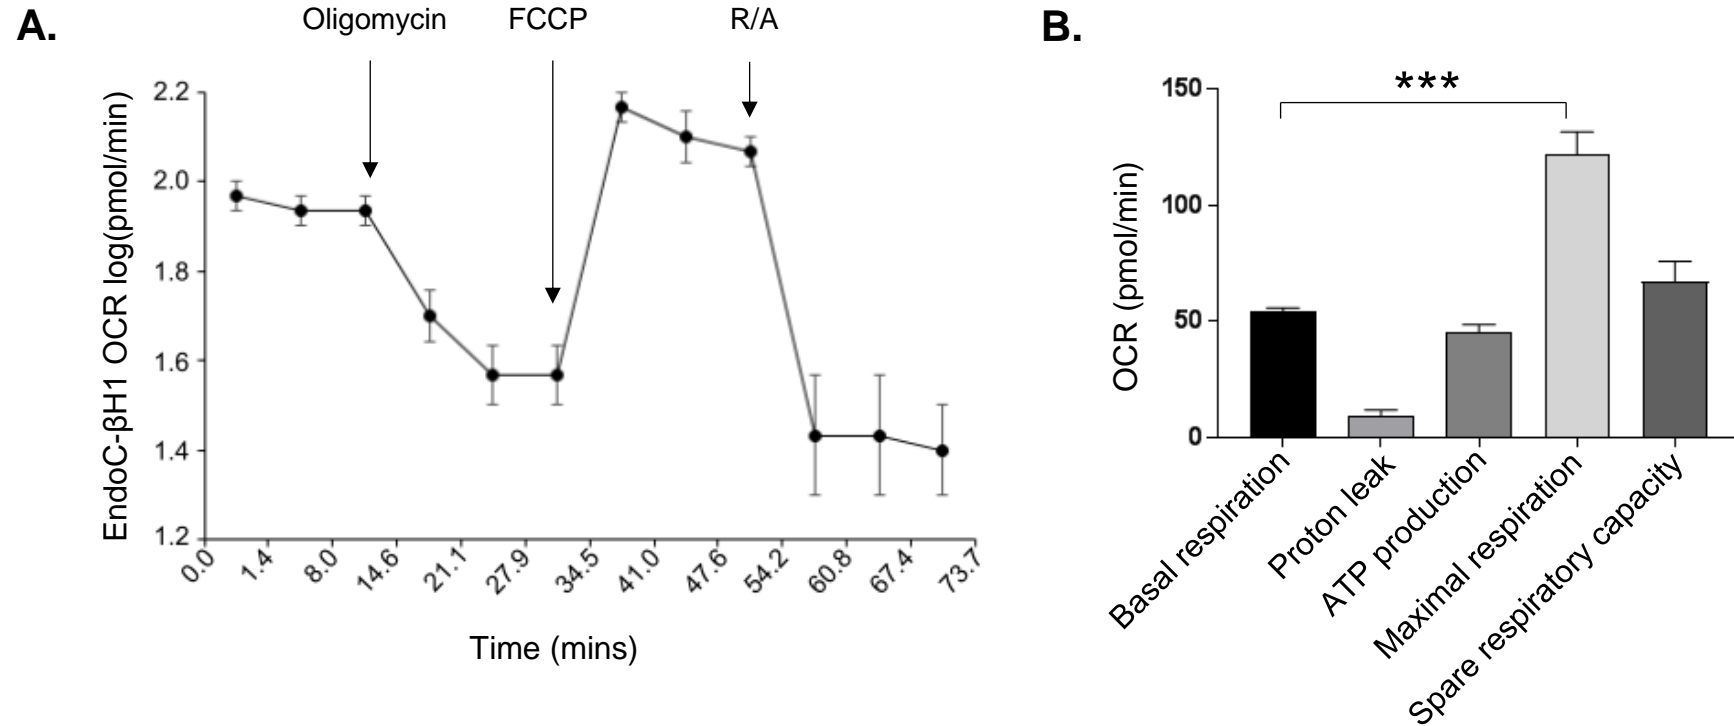 A.
Oligomycin
FCCP
R/A
EndoC-βH1 OCR log(pmol/min)
2.2
2.0
1.8
1.6
1.4
1.2
0.0
1.4
8.0
14.6
21.1
27.9
34.5
41.0
47.6
54.2
60.8
67.4
73.7
Time (mins)
B.
***
OCR (pmol/min)
150
100
50
0
Basal respiration
Proton leak
ATP production
Maximal respiration
Spare respiratory capacity